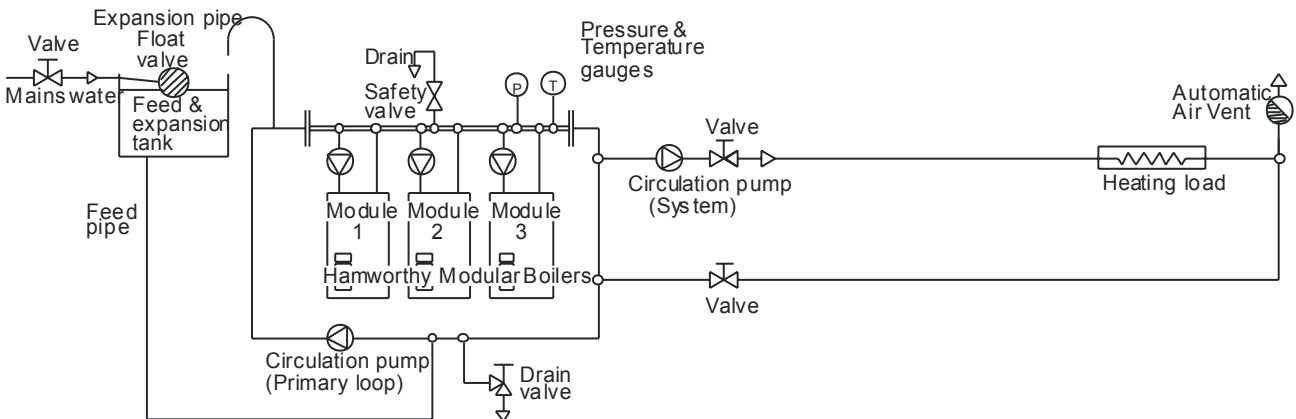 Expansion pipe
Valve
Float
valve
Mains water
Feed &
expansion
tank
Feed
pipe
Drain
Safety
valve
Pressure &
Temperature
gauges
P
T
Module
1
Module
2
Module
3
Hamworthy Modular Boilers
Circulation pump
(Primary loop)
Drain
valve
Valve
Circulation pump
(System)
Valve
Heating load
Automatic
Air Vent